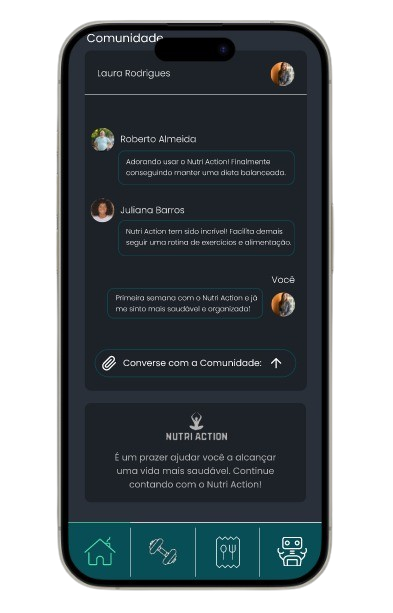 Comunidade
Laura Rodrigues
Roberto Almeida
Adorando usar o Nutri Action! Finalmente
conseguindo manter uma dieta balanceada.
Juliana Barros
Nutri Action tem sido incrível! Facilita demais
seguir uma rotina de exercícios e alimentação.
Você
Primeira semana com o Nutri Action e já
me sinto mais saudável e organizada!
Converse com a Comunidade:
NUTRI ACTION
É um prazer ajudar você a alcançar
uma vida mais saudável. Continue
contando com o Nutri Action!